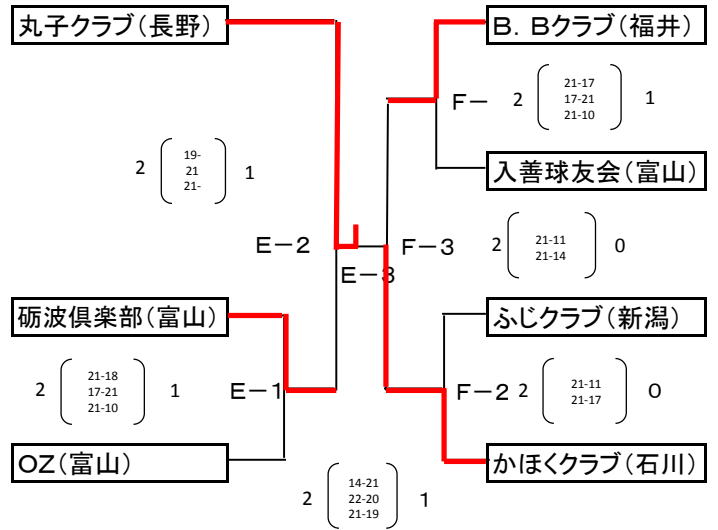 丸子クラブ(長野)
B. Bクラブ(福井)
F-
2
21-17
17-21
21-10
1
2
19-
21
21-
1
入善球友会(富山)
E-2
F-3
2
21-11
21-14
0
E-3
砺波倶楽部(富山)
ふじクラブ(新潟)
2
21-18
17-21
21-10
1
E-1
F-2
2
21-11
21-17
0
OZ(富山)
かほくクラブ(石川)
2
14-21
22-20
21-19
1